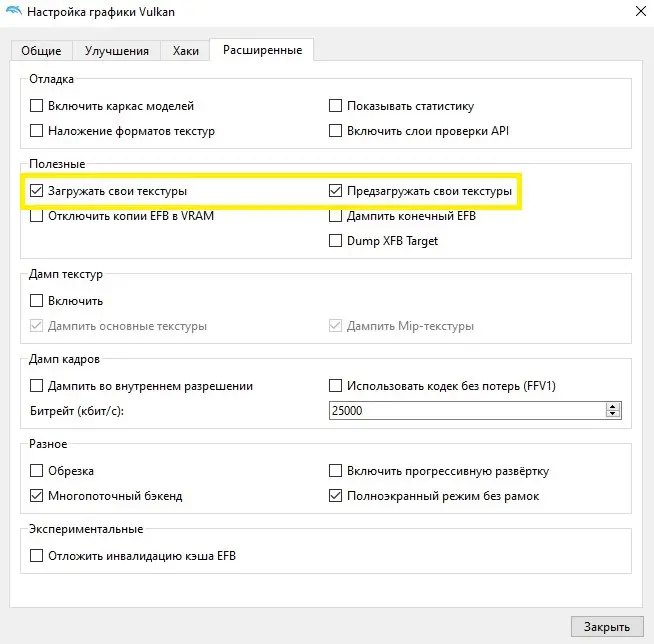 Настройка графики Vulkan
Общие Улучшения Хаки Расширенные
Отладка
Включить каркас моделей Показывать статистику
Наложение форматов текстур Включить слои проверки API
Полезные
Загружать свои текстуры Предзагружать свои текстуры
Отключить копии EFB в VRAM Дампить конечный EFB
Dump XFB Target
Дамп текстур
Включить
Дампить основные текстуры Дампить Mip-текстуры
Дамп кадров
Дампить во внутреннем разрешении Использовать кодек без потерь (FFV1)
Битрейт (кбит/с): 25000
Разное
Обрезка Включить прогрессивную развёртку
Многопоточный бэкенд Полноэкранный режим без рамок
Экспериментальные
Отложить инвалидацию кэша EFB
Закрыть